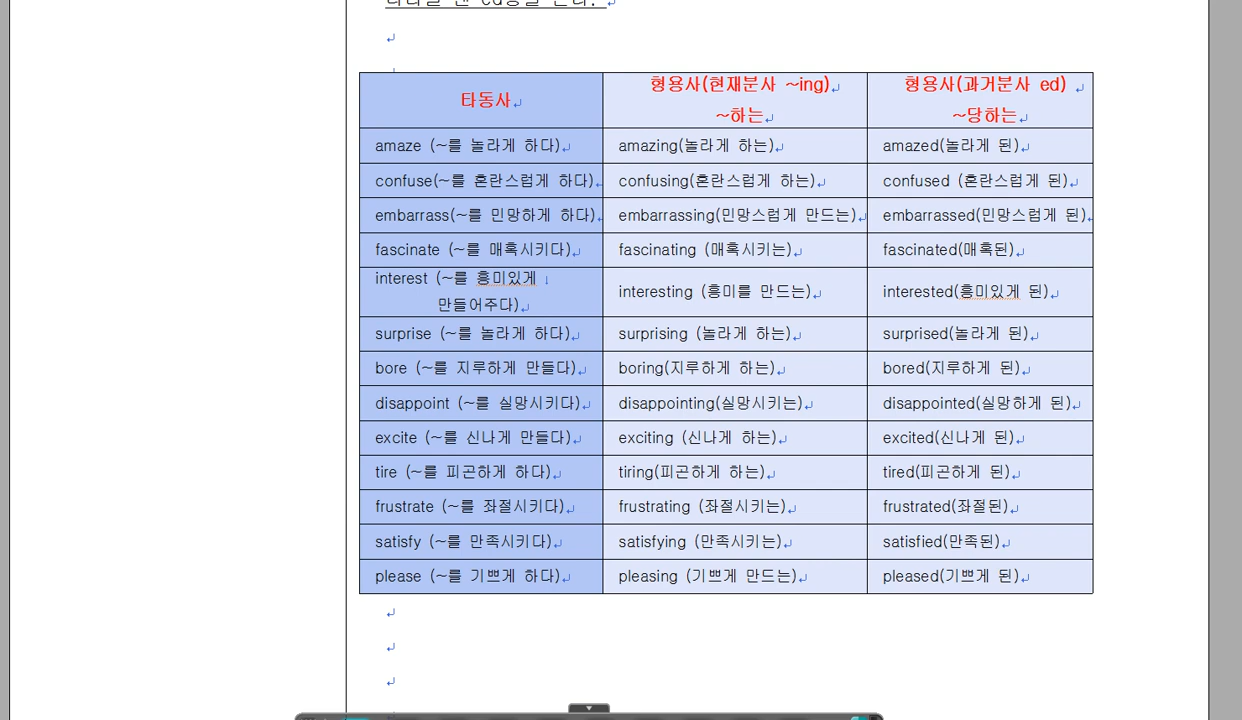 타동사
형용사(현재분사 ~ing)
~하는
형용사(과거분사 ed)
~당하는
amaze (~를 놀라게 하다)
amazing(놀라게 하는)
amazed(놀라게 된)
confuse(~를 혼란스럽게 하다)
confusing(혼란스럽게 하는)
confused (혼란스럽게 된)
embarrass(~를 민망하게 하다)
embarrassing(민망스럽게 만드는)
embarrassed(민망스럽게 된)
fascinate (~를 매혹시키다)
fascinating (매혹시키는)
fascinated(매혹된)
interest (~를 흥미있게
만들어주다)
interesting (흥미를 만드는)
interested(흥미있게 된)
surprise (~를 놀라게 하다)
surprising (놀라게 하는)
surprised(놀라게 된)
bore (~를 지루하게 만들다)
boring(지루하게 하는)
bored(지루하게 된)
disappoint (~를 실망시키다)
disappointing(실망시키는)
disappointed(실망하게 된)
excite (~를 신나게 만들다)
exciting (신나게 하는)
excited(신나게 된)
tire (~를 피곤하게 하다)
tiring(피곤하게 하는)
tired(피곤하게 된)
frustrate (~를 좌절시키다)
frustrating (좌절시키는)
frustrated(좌절된)
satisfy (~를 만족시키다)
satisfying (만족시키는)
satisfied(만족된)
please (~를 기쁘게 하다)
pleasing (기쁘게 만드는)
pleased(기쁘게 된)